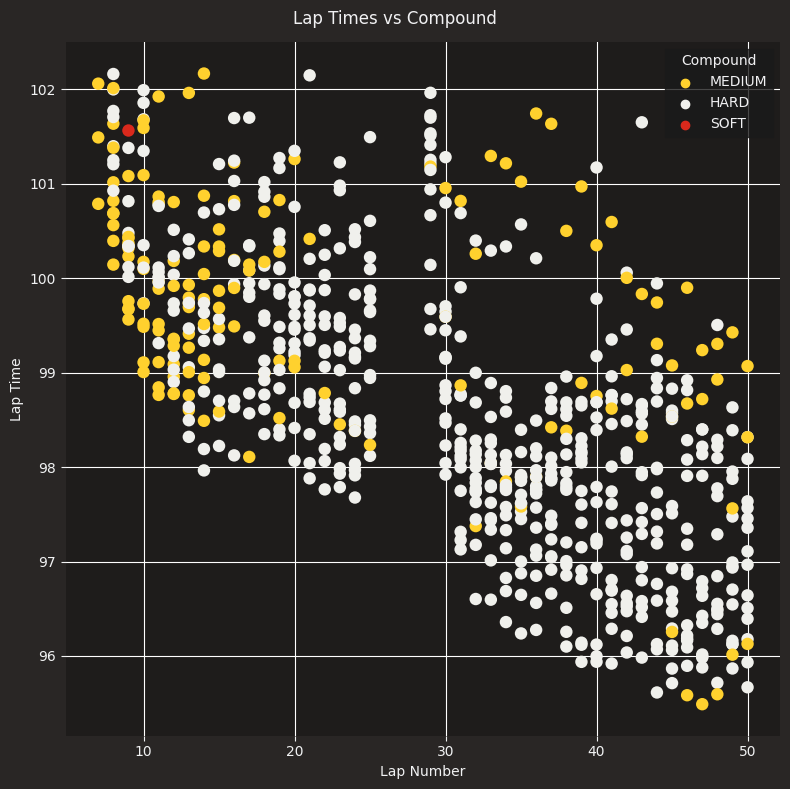 Lap Times vs Compound
Compound
MEDIUM
HARD
SOFT
Lap Time
102
101
100
99
98
97
96
10 20 30 40 50
Lap Number